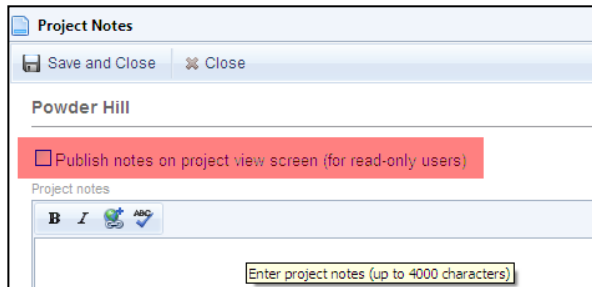 Project Notes
Save and Close Close
Powder Hill
Publish notes on project view screen (for read-only users)
Project notes
B I ABC
Enter project notes (up to 4000 characters)